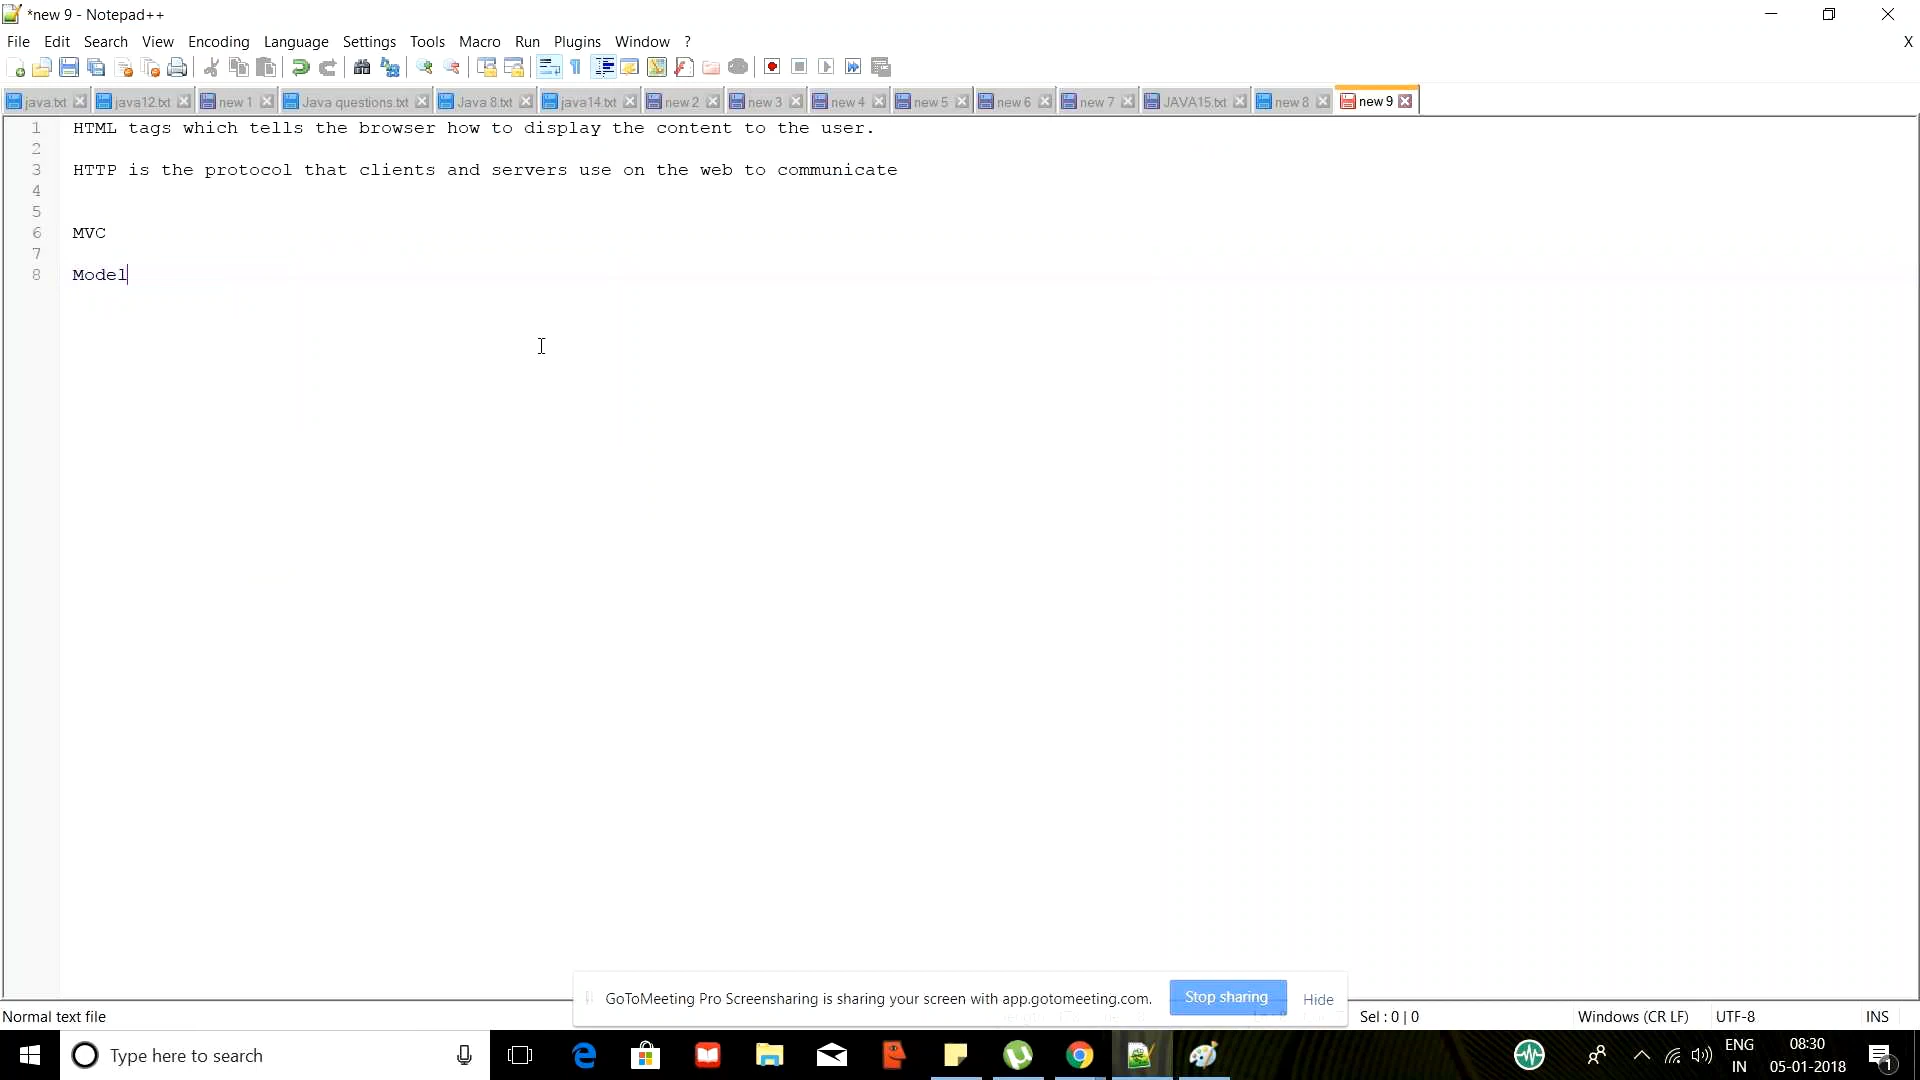 *new 9 - Notepad++
File Edit Search View Encoding Language Settings Tools Macro Run Plugins Window ? X
java.txt java12.txt new 1 Java questions.txt Java 8.txt java14.txt new 2 new 3 new 4 new 5 new 6 new 7 JAVA15.txt new 8 new 9
1 HTML tags which tells the browser how to display the content to the user.
2
3 HTTP is the protocol that clients and servers use on the web to communicate
4
5
6 MVC
7
8 Model
GoToMeeting Pro Screensharing is sharing your screen with app.gotomeeting.com. Stop sharing Hide
Normal text file Sel : 0 | 0 Windows (CR LF) UTF-8 INS
Type here to search
ENG 08:30
IN 05-01-2018 1